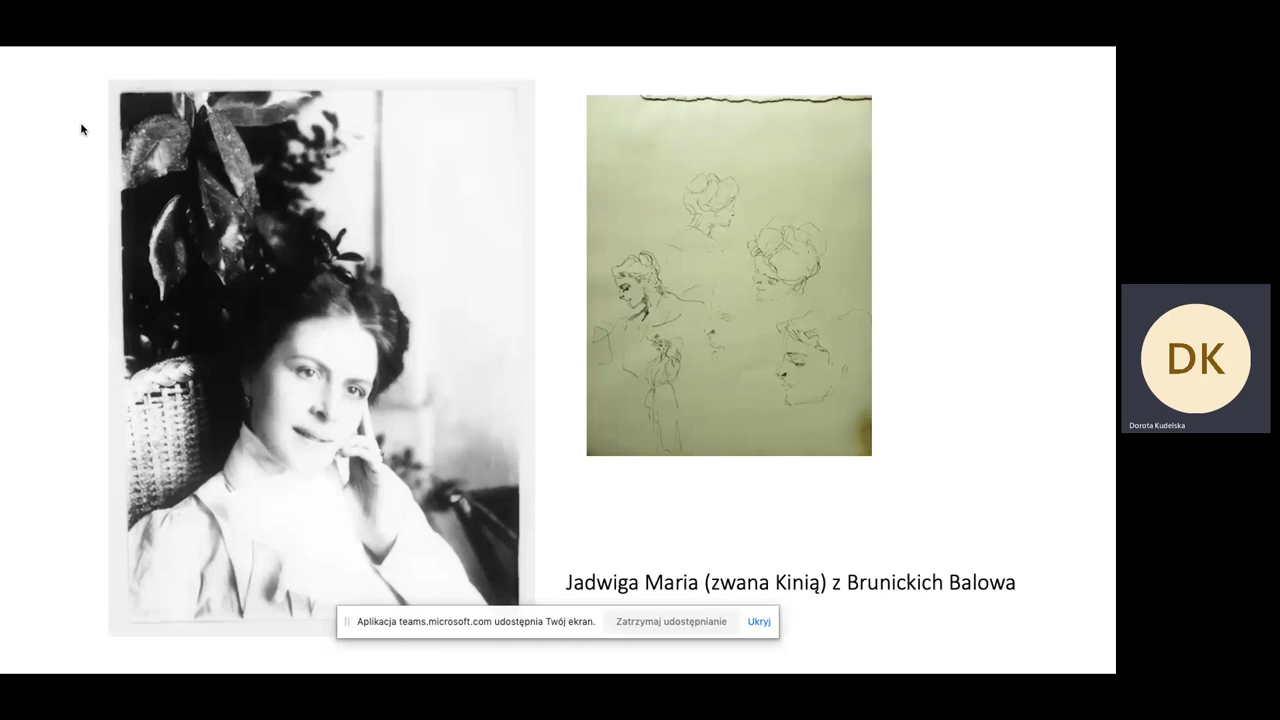 Jadwiga Maria (zwana Kinią) z Brunickich Balowa
Aplikacja teams.microsoft.com udostępnia Twój ekran. Zatrzymaj udostępnianie Ukryj
DK
Dorota Kudelska